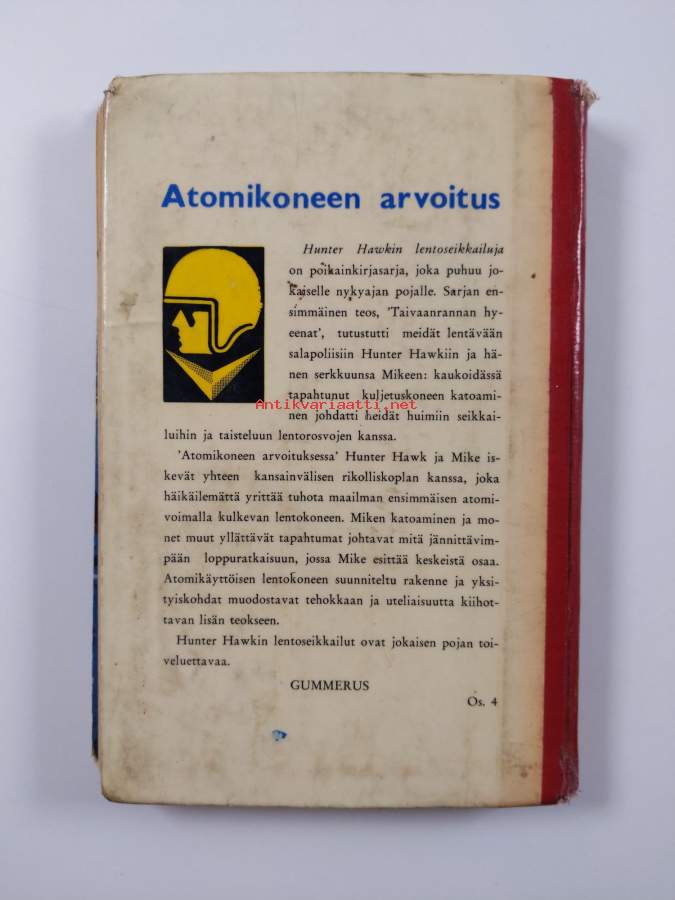 Atomikoneen arvoitus
Hunter Hawkin lentoseikkailuja
on poikainkirjasarja, joka puhuu jo-
kaiselle nykyajan pojalle. Sarjan en-
simmäinen teos, 'Taivaanrannan hy-
eenat', tutustutti meidät lentävään
salapoliisiin Hunter Hawkiin ja hä-
nen serkkuunsa Mikeen: kaukoidässä
tapahtunut kuljetuskoneen katoami-
Antikvariaatti.net
nen johdatti heidät huimiin seikkai-
luihin ja taisteluun lentorosvojen kanssa.
'Atomikoneen arvoituksessa' Hunter Hawk ja Mike is-
kevät yhteen kansainvälisen rikolliskoplan kanssa, joka
häikäilemättä yrittää tuhota maailman ensimmäisen atomi-
voimalla kulkevan lentokoneen. Miken katoaminen ja mo-
net muut yllättävät tapahtumat johtavat mitä jännittävim-
pään loppuratkaisuun, jossa Mike esittää keskeistä osaa.
Atomikäyttöisen lentokoneen suunniteltu rakenne ja yksi-
tyiskohdat muodostavat tehokkaan ja uteliaisuutta kiihot-
tavan lisän teokseen.
Hunter Hawkin lentoseikkailut ovat jokaisen pojan toi-
veluettavaa.
GUMMERUS
Os. 4